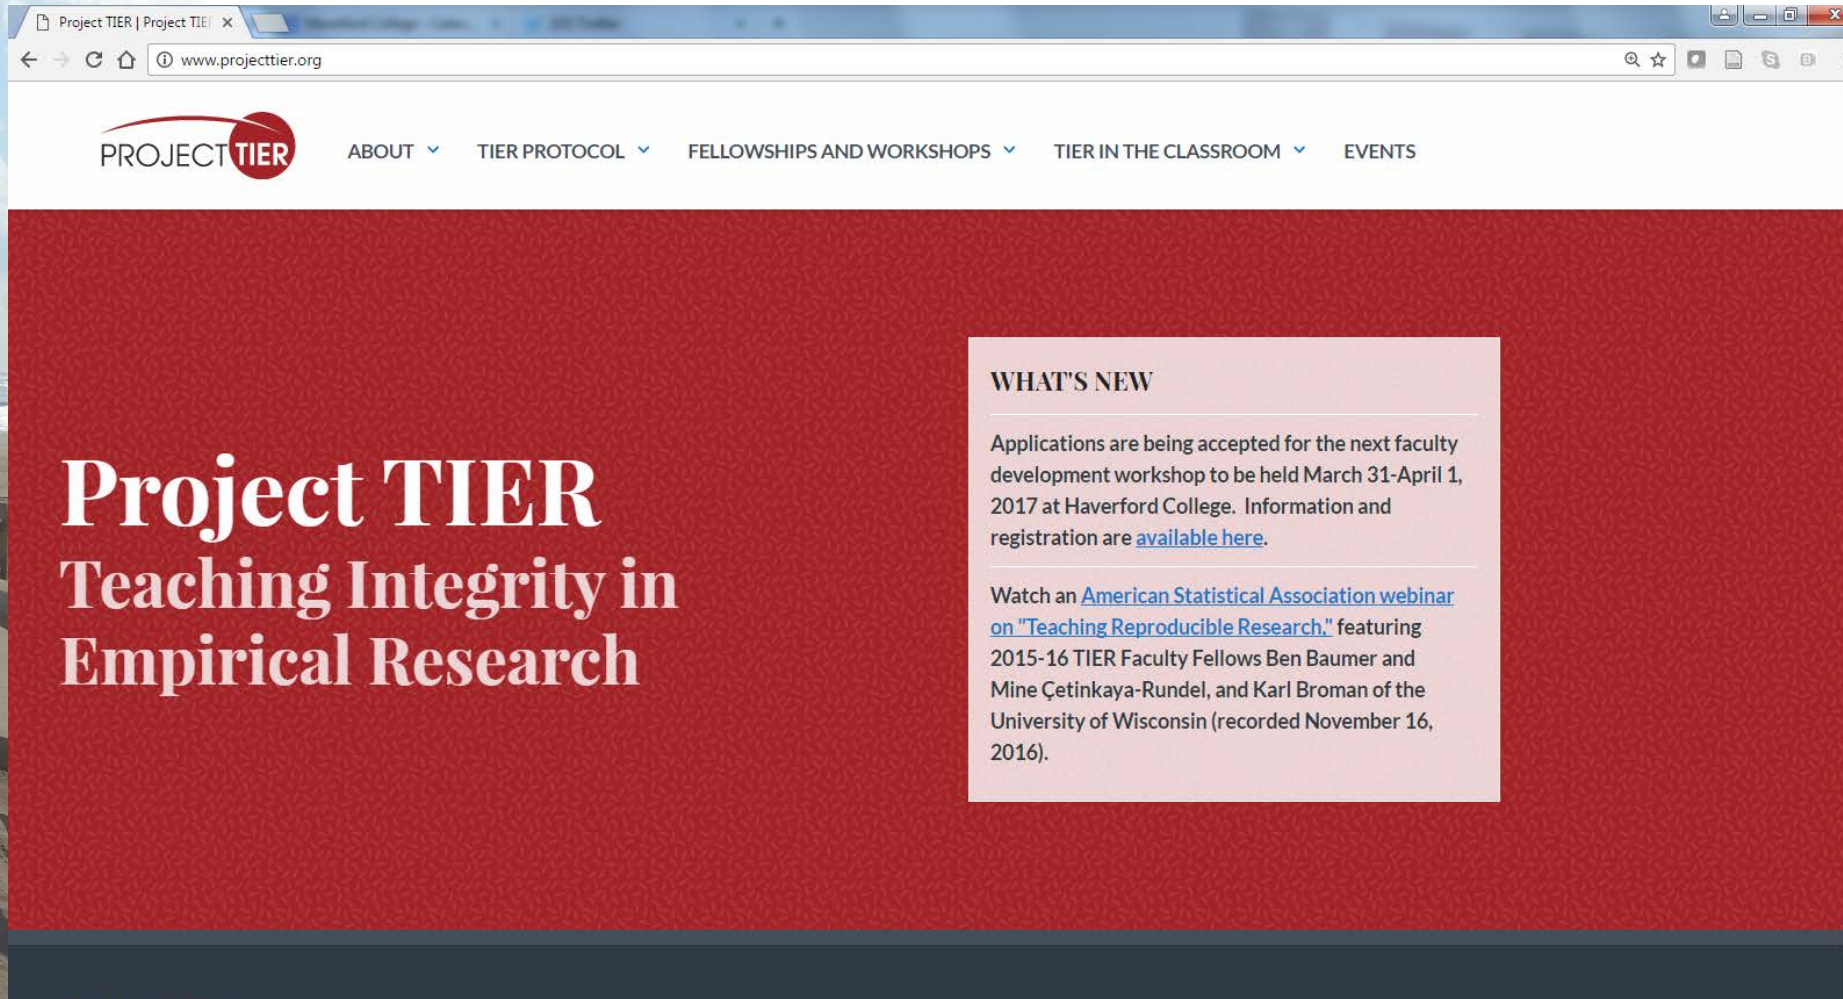 Project TIER | Project TIE
www.projecttier.org
PROJECT TIER
ABOUT
TIER PROTOCOL
FELLOWSHIPS AND WORKSHOPS
TIER IN THE CLASSROOM
EVENTS
Project TIER
Teaching Integrity in
Empirical Research
WHAT'S NEW
Applications are being accepted for the next faculty
development workshop to be held March 31-April 1,
2017 at Haverford College. Information and
registration are available here.
Watch an American Statistical Association webinar
on "Teaching Reproducible Research," featuring
2015-16 TIER Faculty Fellows Ben Baumer and
Mine Çetinkaya-Rundel, and Karl Broman of the
University of Wisconsin (recorded November 16,
2016).